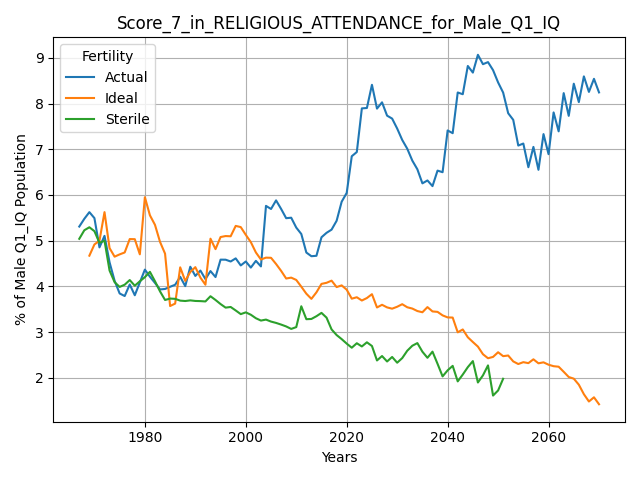 Score_7_in_RELIGIOUS_ATTENDANCE_for_Male_Q1_IQ
Fertility
Actual
Ideal
Sterile
% of Male Q1_IQ Population
9
8
7
6
5
4
3
2
1980
2000
2020
2040
2060
Years